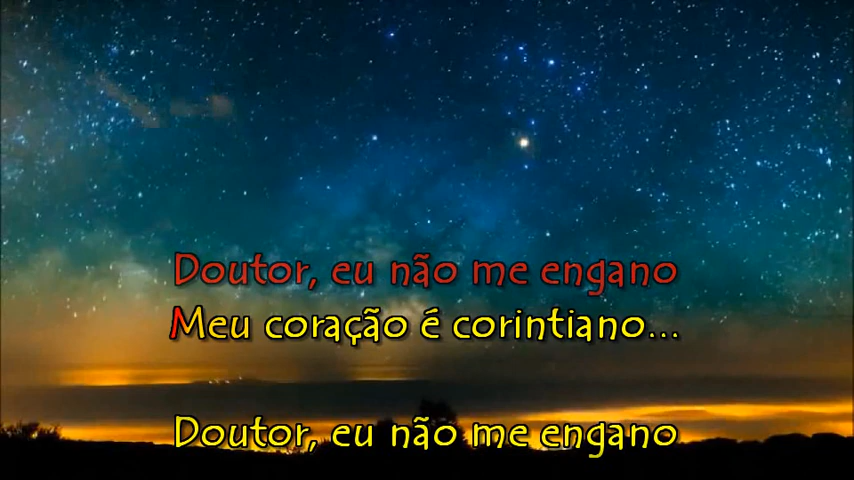 Doutor, eu não me engano
Meu coração é corintiano...
Doutor, eu não me engano